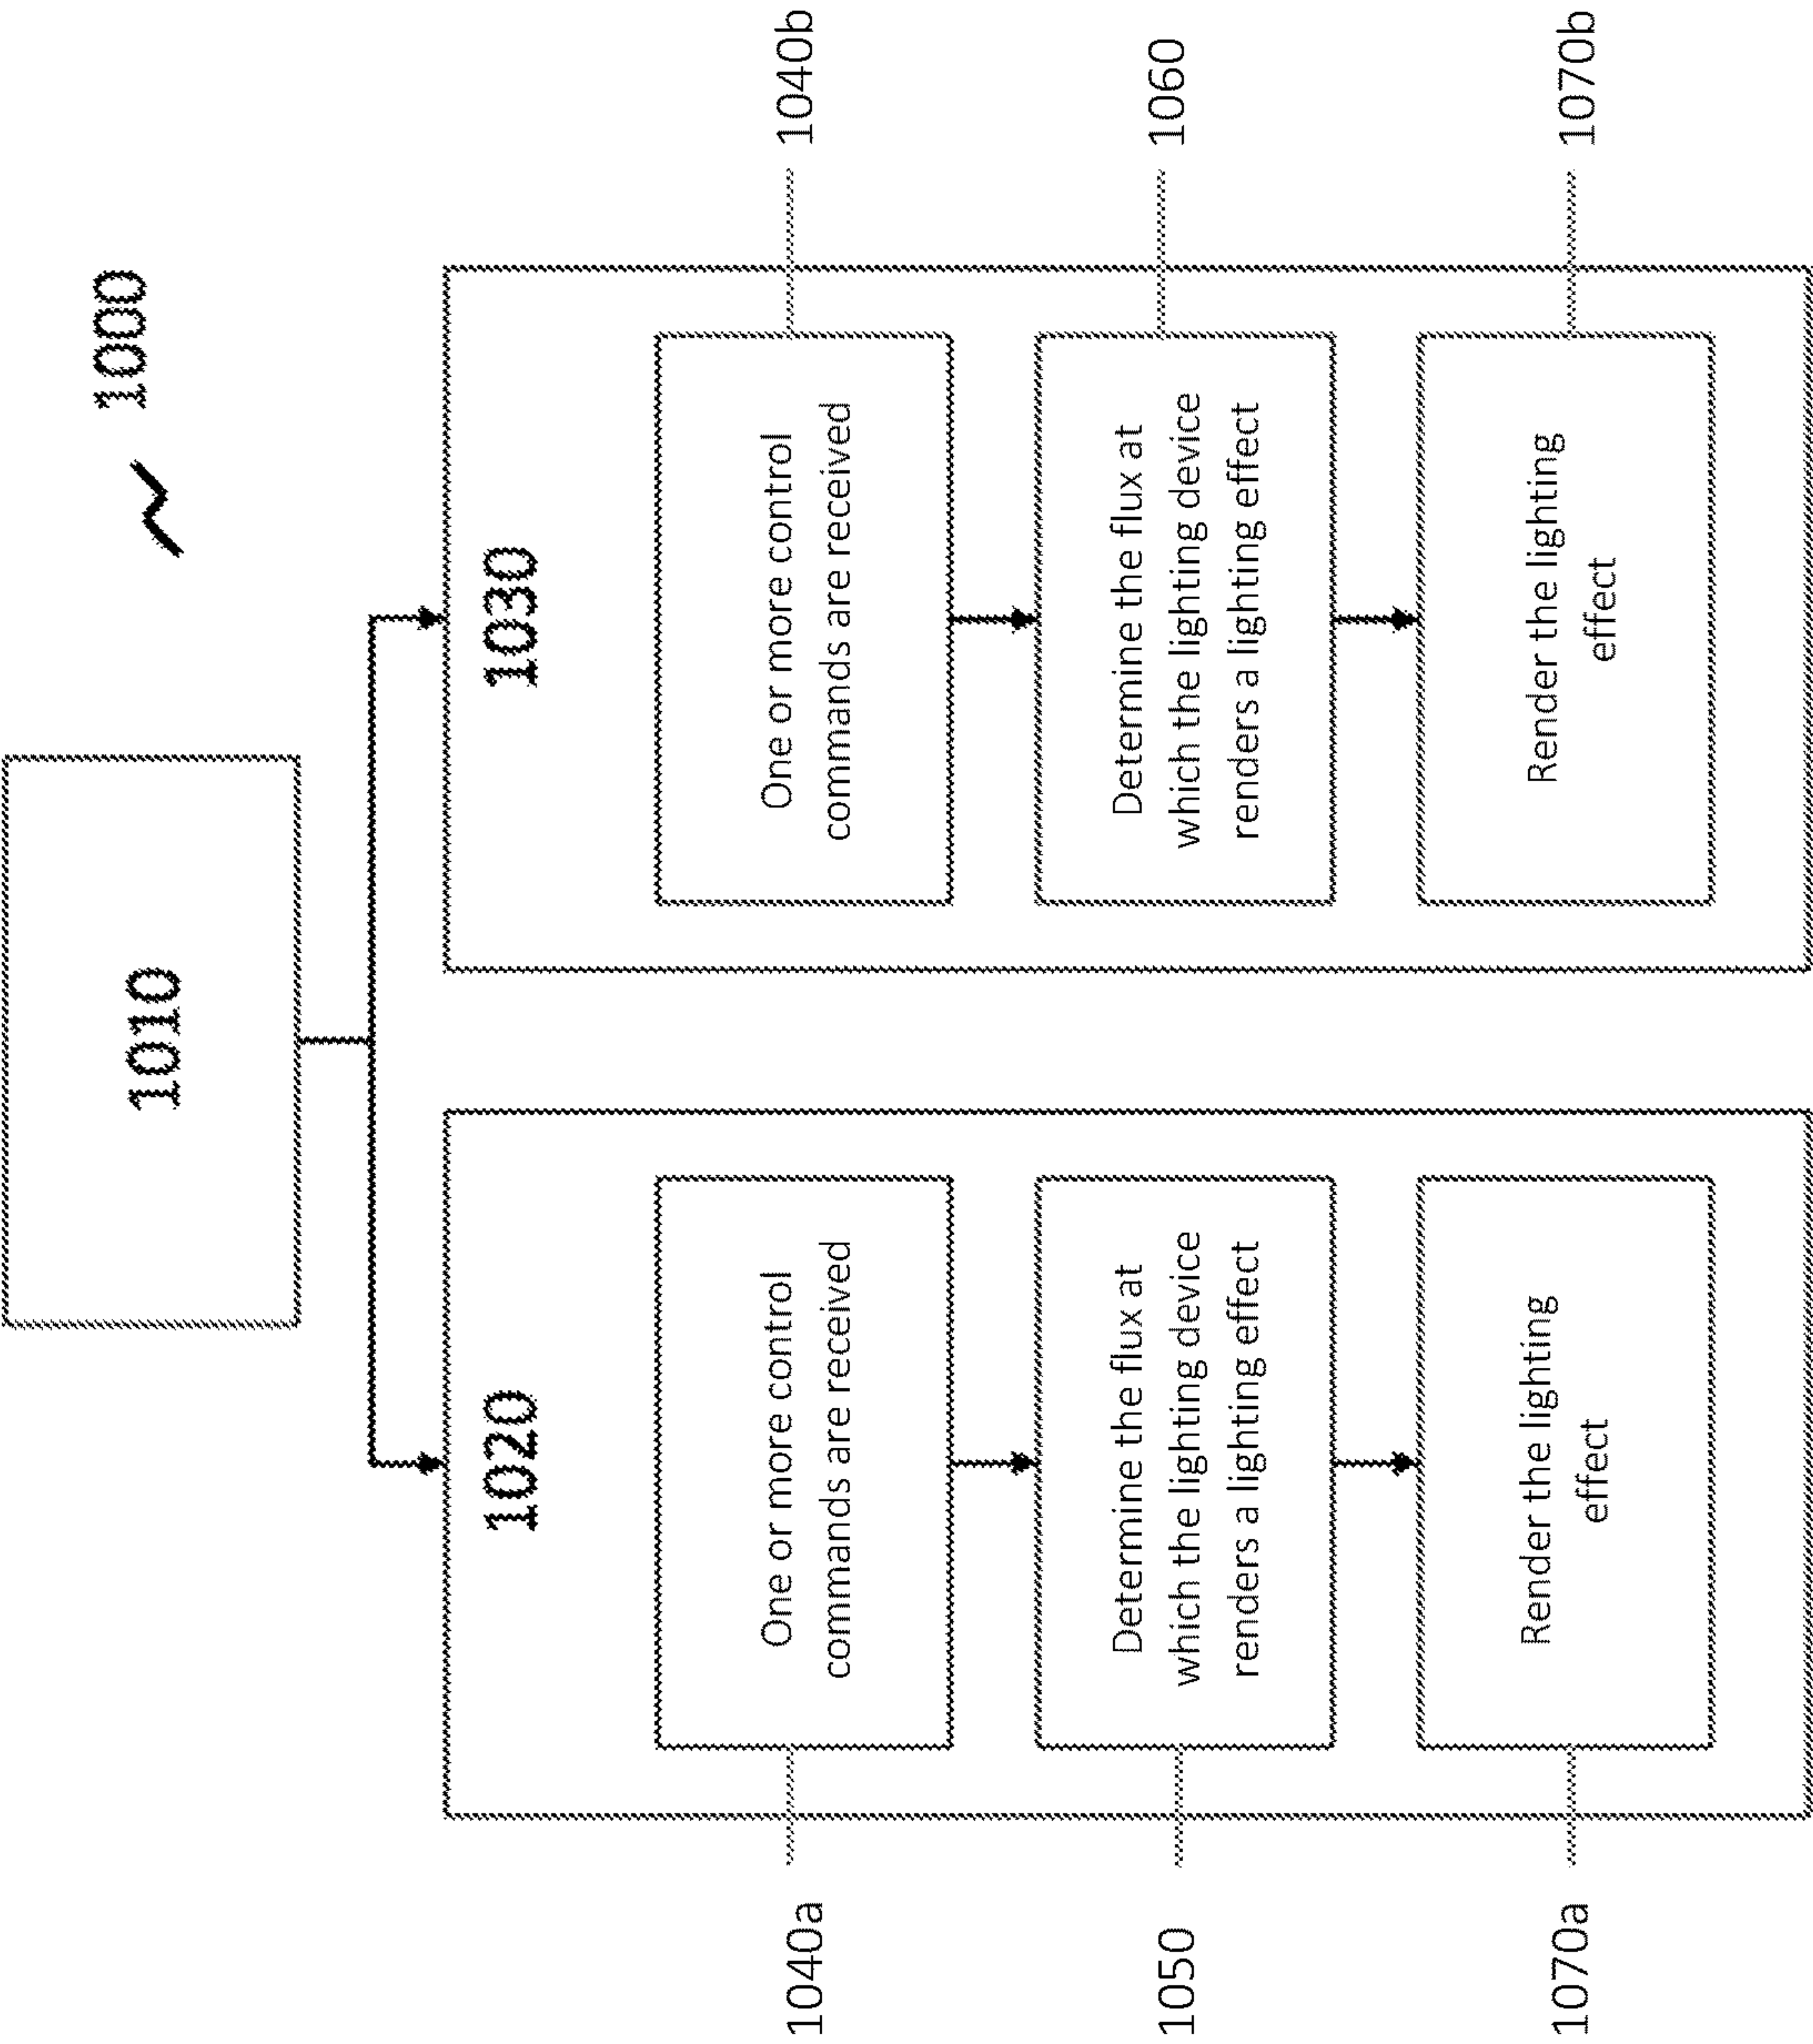 1000
1010
1020
1030
1040a
One or more control
commands are received
One or more control
commands are received
1040b
1050
Determine the flux at
which the lighting device
renders a lighting effect
Determine the flux at
which the lighting device
renders a lighting effect
1060
1070a
Render the lighting
effect
Render the lighting
effect
1070b